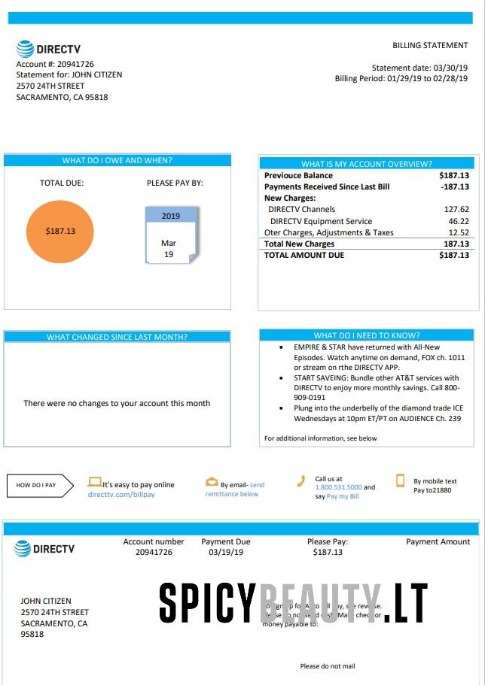 DIRECTV
Account #: 20941726
Statement for: JOHN CITIZEN
2570 24TH STREET
SACRAMENTO, CA 95818
BILLING STATEMENT
Statement date: 03/30/19
Billing Period: 01/29/19 to 02/28/19
WHAT DO I OWE AND WHEN?
TOTAL DUE:
PLEASE PAY BY:
$187.13
2019
Mar
19
WHAT IS MY ACCOUNT OVERVIEW?
Previouce Balance $187.13
Payments Received Since Last Bill -187.13
New Charges:
DIRECTV Channels 127.62
DIRECTV Equipment Service 46.22
Oter Charges, Adjustments & Taxes 12.52
Total New Charges 187.13
TOTAL AMOUNT DUE $187.13
WHAT CHANGED SINCE LAST MONTH?
There were no changes to your account this month
WHAT DO I NEED TO KNOW?
• EMPIRE & STAR have returned with All-New
Episodes. Watch anytime on demand, FOX ch. 1011
or stream on rthe DIRECTV APP.
• START SAVEING: Bundle other AT&T services with
DIRECTV to enjoy more monthly savings. Call 800-
909-0191
• Plung into the underbelly of the diamond trade ICE
Wednesdays at 10pm ET/PT on AUDIENCE Ch. 239
For additional information, see below
HOW DO I PAY
It's easy to pay online
directtv.com/billpay
By email- send
remittance below
Call us at
1.800.531.5000 and
say Pay my Bill
By mobile text
Pay to21880
DIRECTV
Account number
20941726
Payment Due
03/19/19
Please Pay:
$187.13
Payment Amount
JOHN CITIZEN
2570 24TH STREET
SACRAMENTO, CA
95818
SPICYBEAUTY.LT
money payable to:
Please do not mail